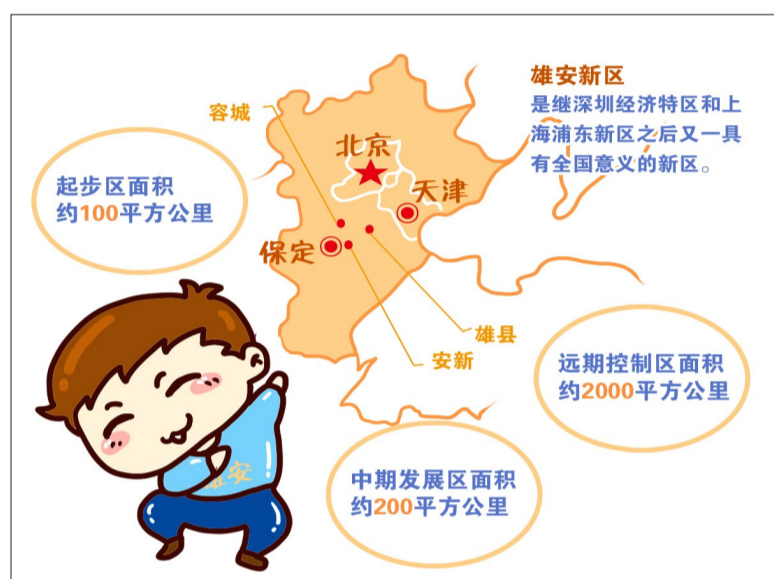 雄安新区
是继深圳经济特区和上
海浦东新区之后又一具
有全国意义的新区。
容城
北京
天津
保定
雄县
安新
起步区面积
约100平方公里
远期控制区面积
约2000平方公里
中期发展区面积
约200平方公里
雄安